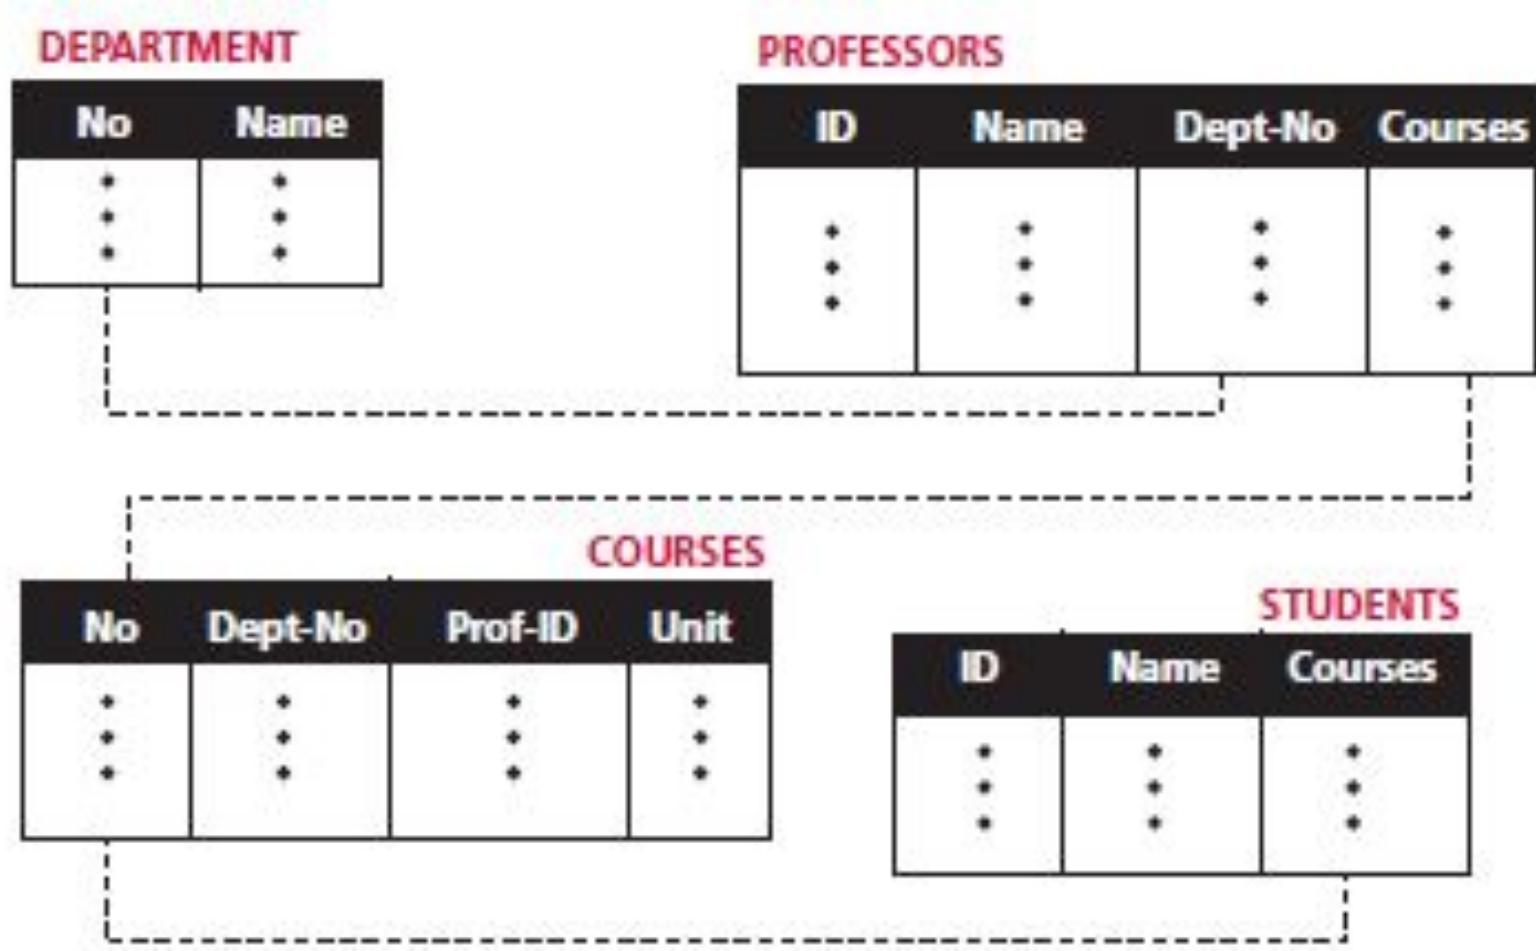 DEPARTMENT
No Name
PROFESSORS
ID Name Dept-No Courses
COURSES
No Dept-No Prof-ID Unit
STUDENTS
ID Name Courses